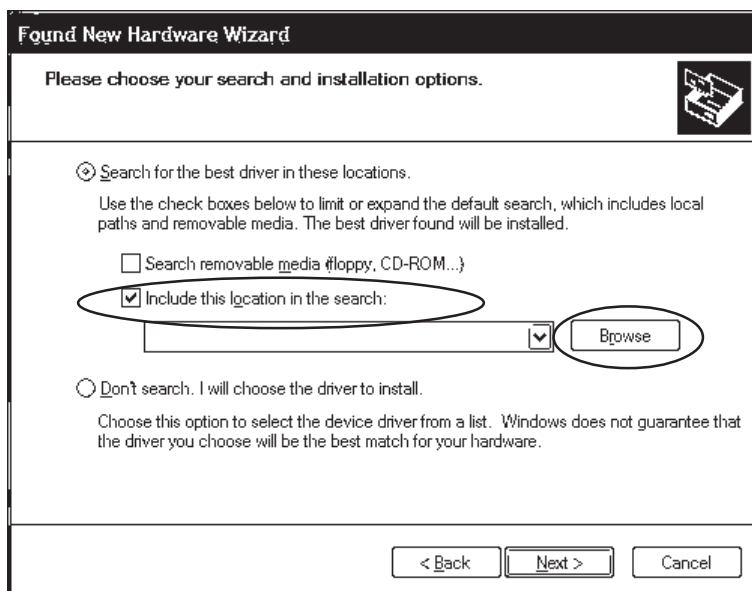 Found New Hardware Wizard
Please choose your search and installation options.
Search for the best driver in these locations.
Use the check boxes below to limit or expand the default search, which includes local
paths and removable media. The best driver found will be installed.
Search removable media (floppy, CD-ROM...)
Include this location in the search:
Browse
Don't search. I will choose the driver to install.
Choose this option to select the device driver from a list. Windows does not guarantee that
the driver you choose will be the best match for your hardware.
< Back Next > Cancel